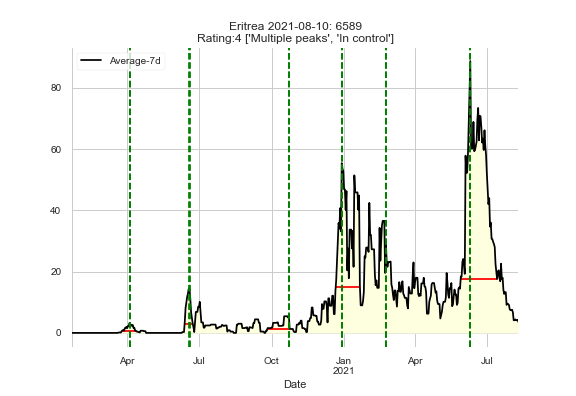 Eritrea 2021-08-10: 6589
Rating:4 ['Multiple peaks', 'In control']
Average-7d
80
60
40
20
0
Apr
Jul
Oct
Jan
2021
Apr
Jul
Date